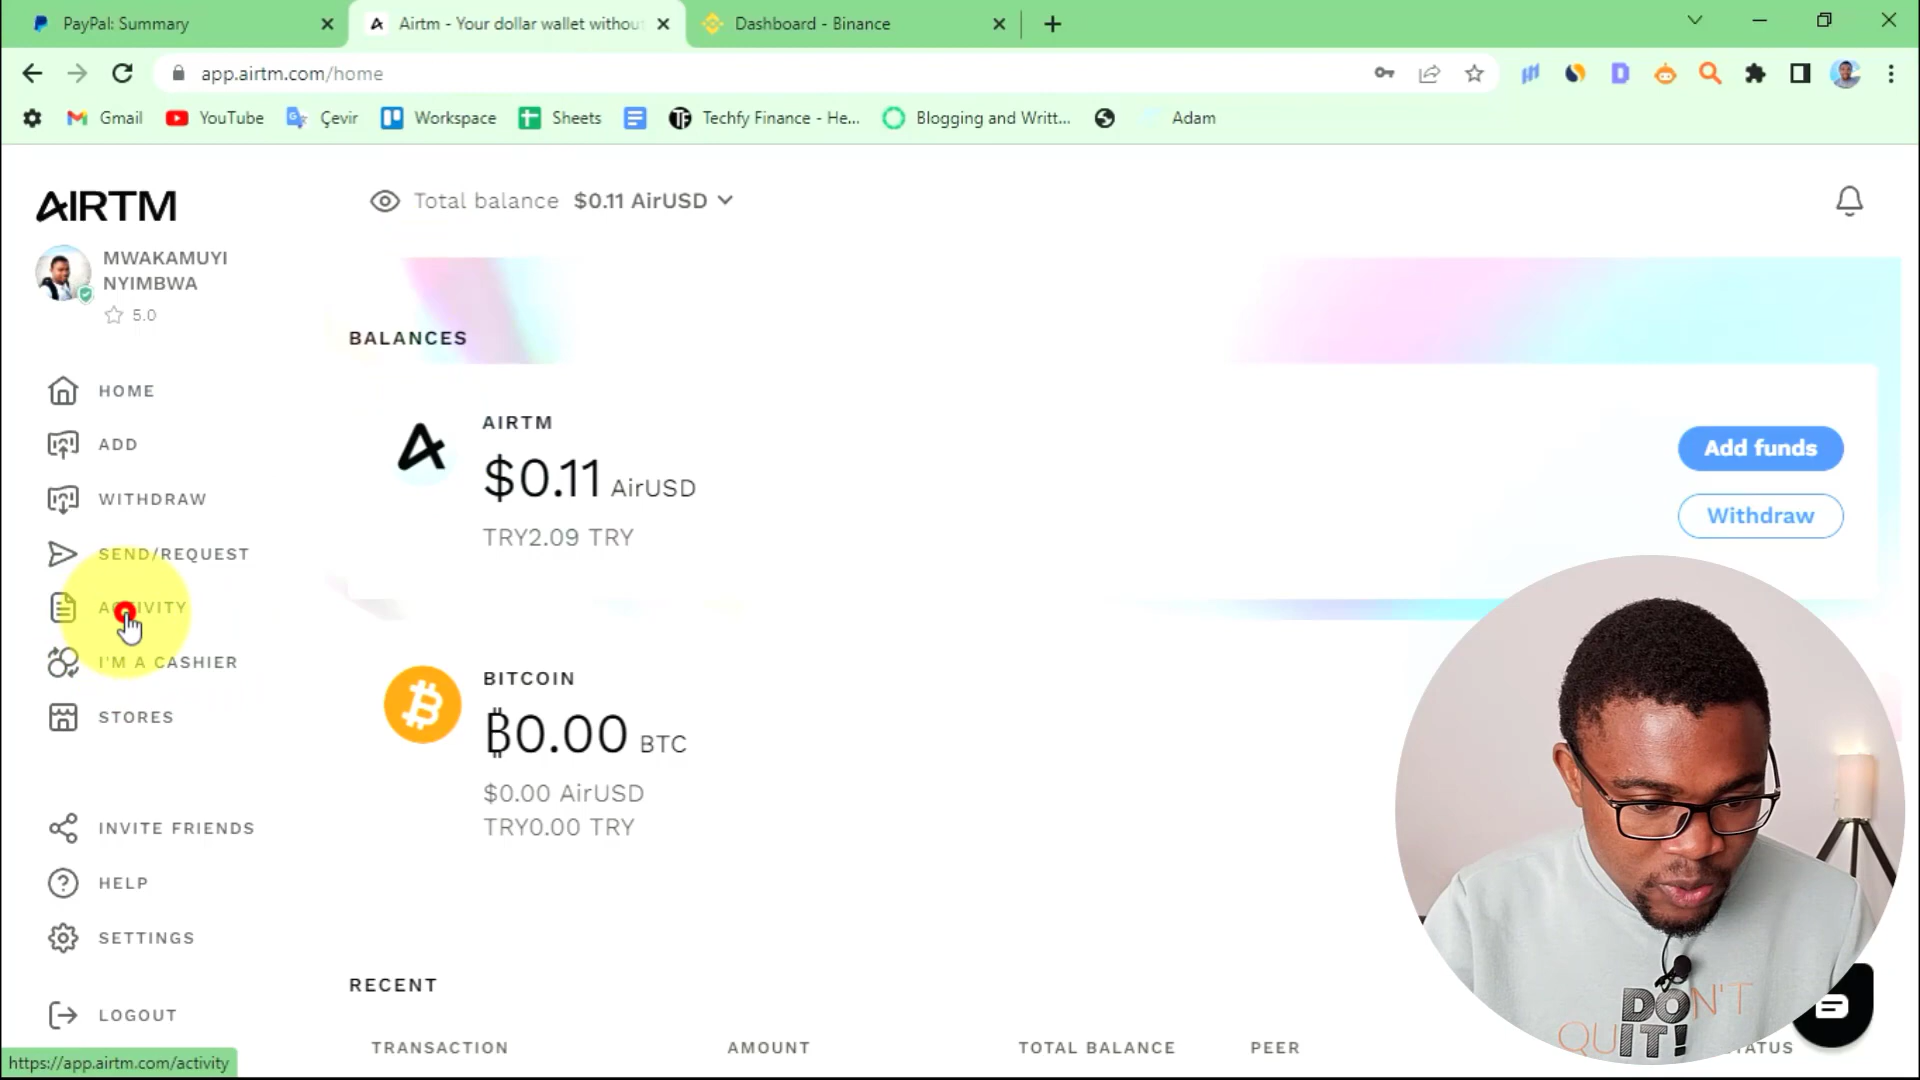 PayPal: Summary
Airtm - Your dollar wallet withou
Dashboard - Binance
app.airtm.com/home
Gmail
YouTube
Çevir
Workspace
Sheets
Techfy Finance - He...
Blogging and Writt...
Adam
AIRTM
MWAKAMUYI
NYIMBWA
5.0
Total balance $0.11 AirUSD
HOME
ADD
WITHDRAW
SEND/REQUEST
ACTIVITY
I'M A CASHIER
STORES
INVITE FRIENDS
HELP
SETTINGS
LOGOUT
BALANCES
AIRTM
$0.11 AirUSD
TRY2.09 TRY
Add funds
Withdraw
BITCOIN
₿0.00 BTC
$0.00 AirUSD
TRY0.00 TRY
RECENT
TRANSACTION
AMOUNT
TOTAL BALANCE
PEER
STATUS
DON'T
QUIT!
https://app.airtm.com/activity